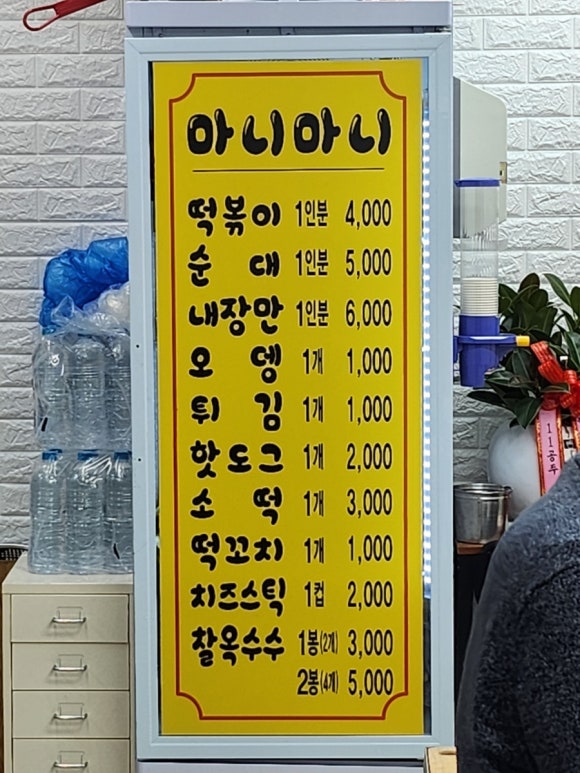 마니마니
떡볶이 1인분 4,000
순대 1인분 5,000
내장만 1인분 6,000
오뎅 1개 1,000
튀김 1개 1,000
핫도그 1개 2,000
소떡 1개 3,000
떡꼬치 1개 1,000
치즈스틱 1컵 2,000
찰옥수수 1봉(2개) 3,000
2봉(4개) 5,000